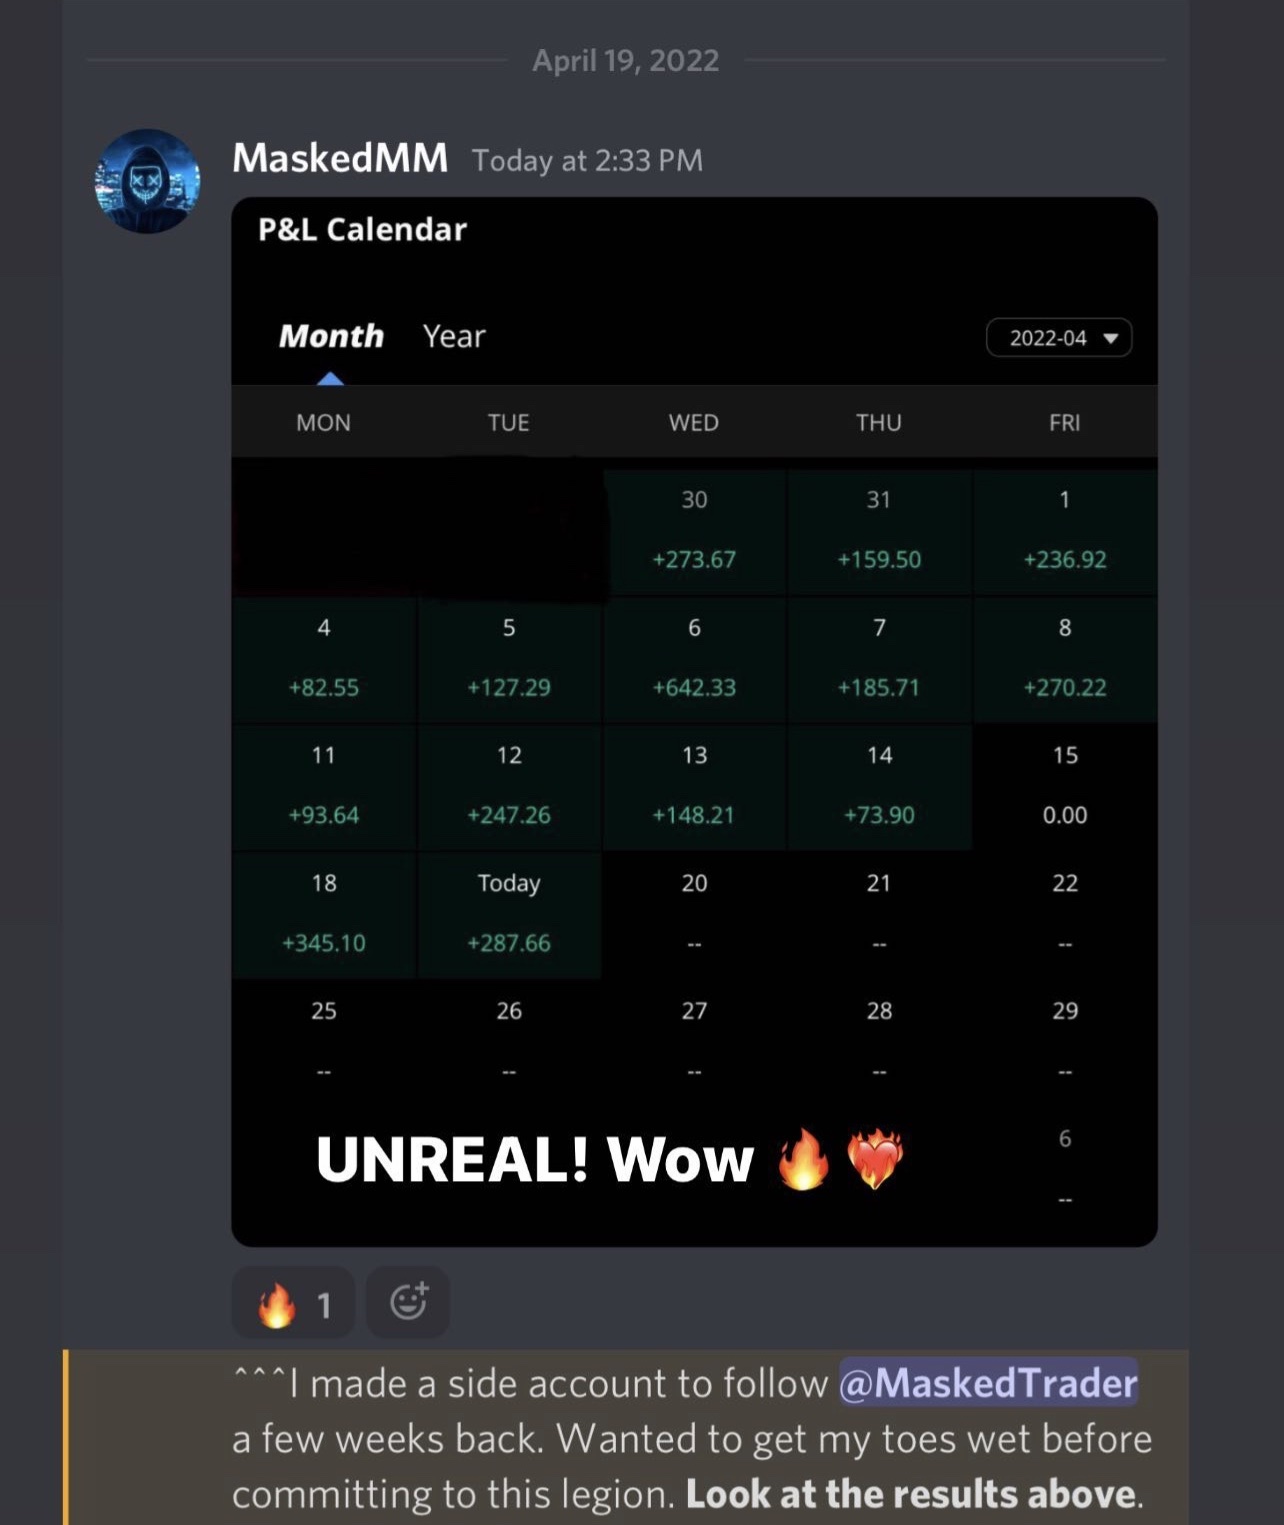 April 19, 2022
MaskedMM Today at 2:33 PM
P&L Calendar
Month Year 2022-04 ▼
MON TUE WED THU FRI
30 31 1
+273.67 +159.50 +236.92
4 5 6 7 8
+82.55 +127.29 +642.33 +185.71 +270.22
11 12 13 14 15
+93.64 +247.26 +148.21 +73.90 0.00
18 Today 20 21 22
+345.10 +287.66 -- -- --
25 26 27 28 29
-- -- -- -- --
6
UNREAL! Wow 🔥 ❤️‍🔥
--
🔥 1
^^^I made a side account to follow @MaskedTrader
a few weeks back. Wanted to get my toes wet before
committing to this legion. Look at the results above.